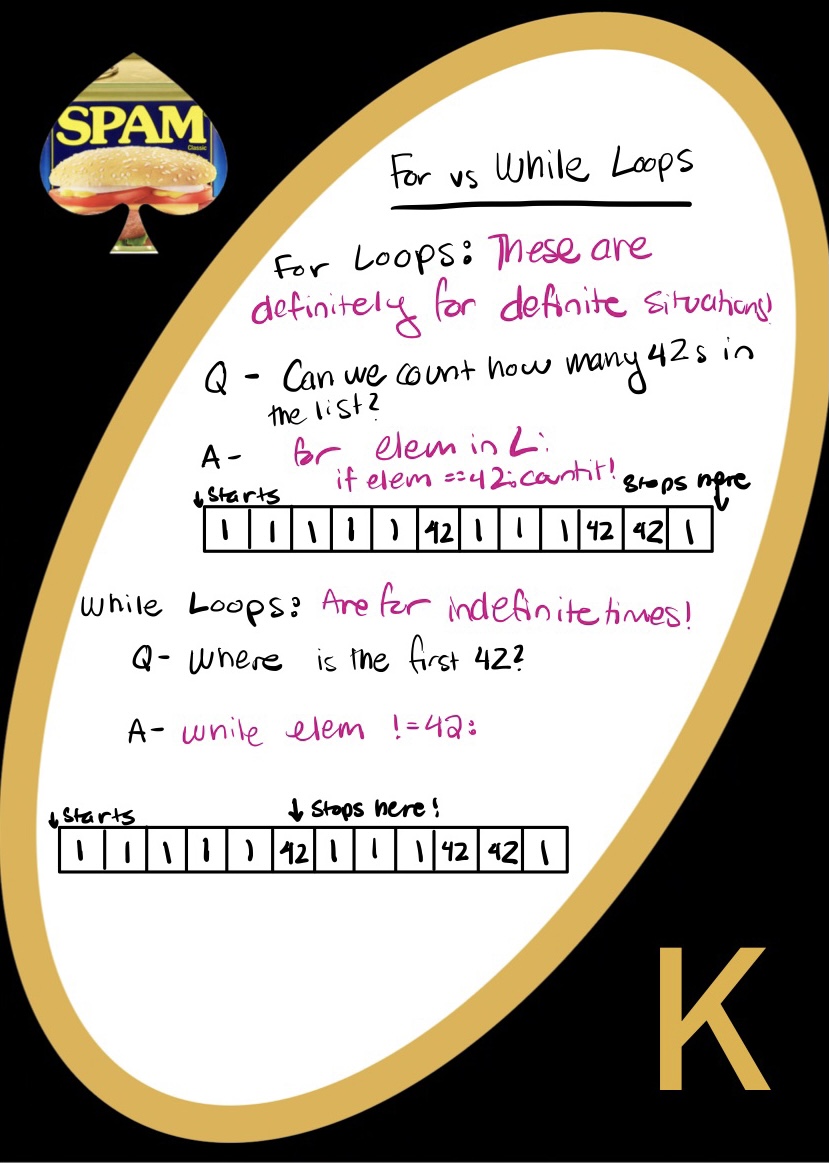 SPAM
Classic
For vs While Loops
For Loops: These are
definitely for definite situations!
Q - Can we count how many 42s in
the list?
A- for elem in L:
if elem ==42: count it!
↓ Starts
Stops here ↓
1 1 1 1 1 42 1 1 1 42 42 1
While Loops: Are for indefinite times!
Q- Where is the first 42?
A- while elem !=42:
↓ Starts
↓ Stops here!
1 1 1 1 1 42 1 1 1 42 42 1
K